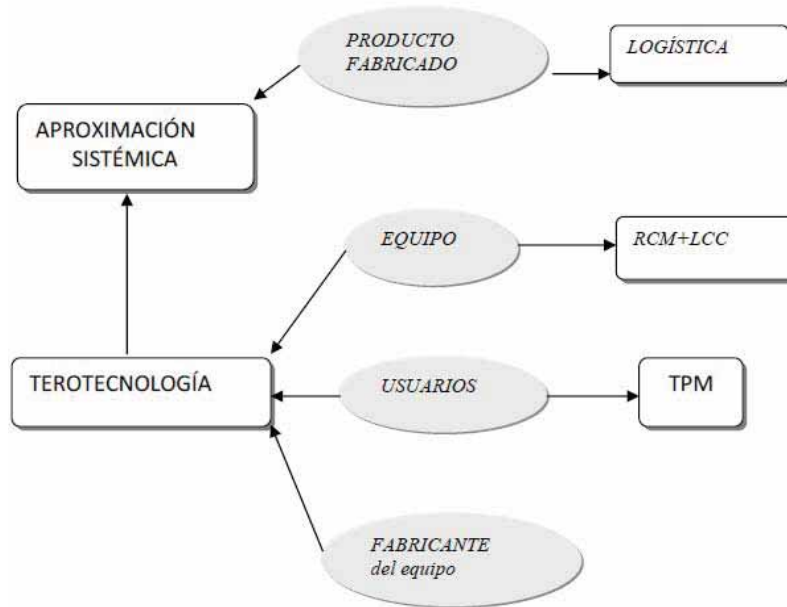 PRODUCTO
FABRICADO
LOGÍSTICA
APROXIMACIÓN
SISTÉMICA
EQUIPO
RCM+LCC
TEROTECNOLOGÍA
USUARIOS
TPM
FABRICANTE
del equipo